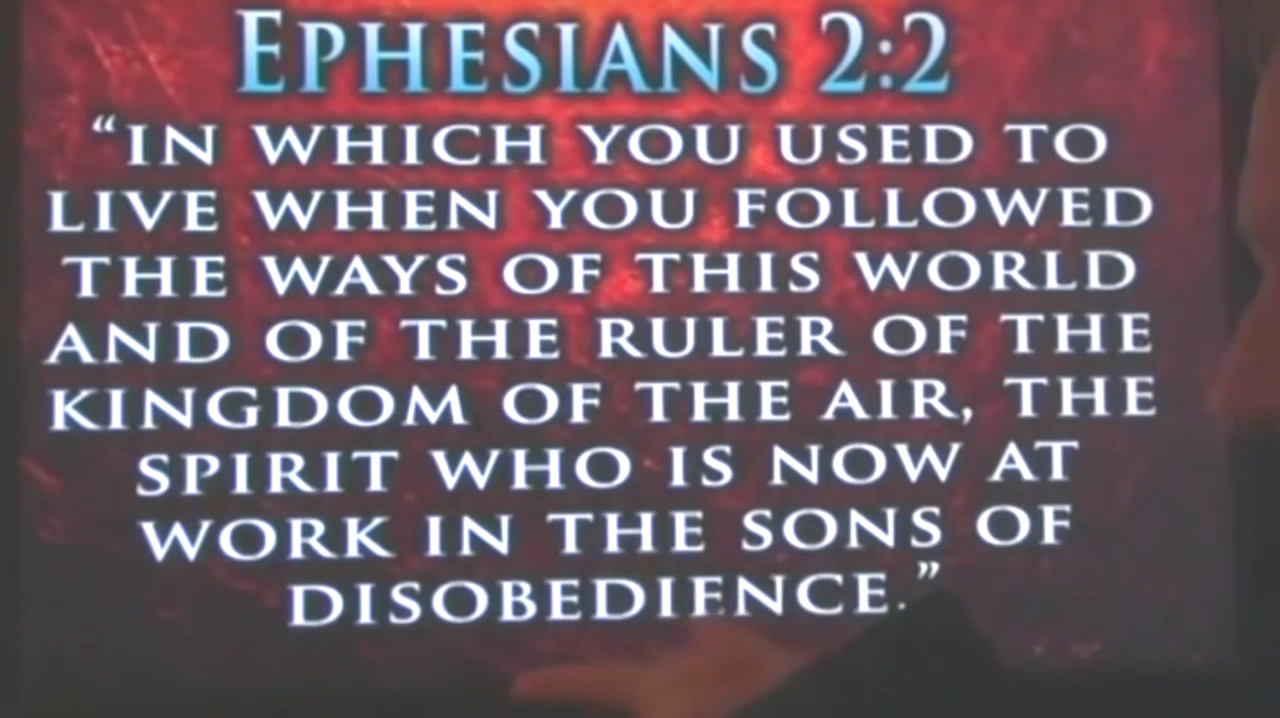 EPHESIANS 2:2
“IN WHICH YOU USED TO
LIVE WHEN YOU FOLLOWED
THE WAYS OF THIS WORLD
AND OF THE RULER OF THE
KINGDOM OF THE AIR, THE
SPIRIT WHO IS NOW AT
WORK IN THE SONS OF
DISOBEDIENCE.”